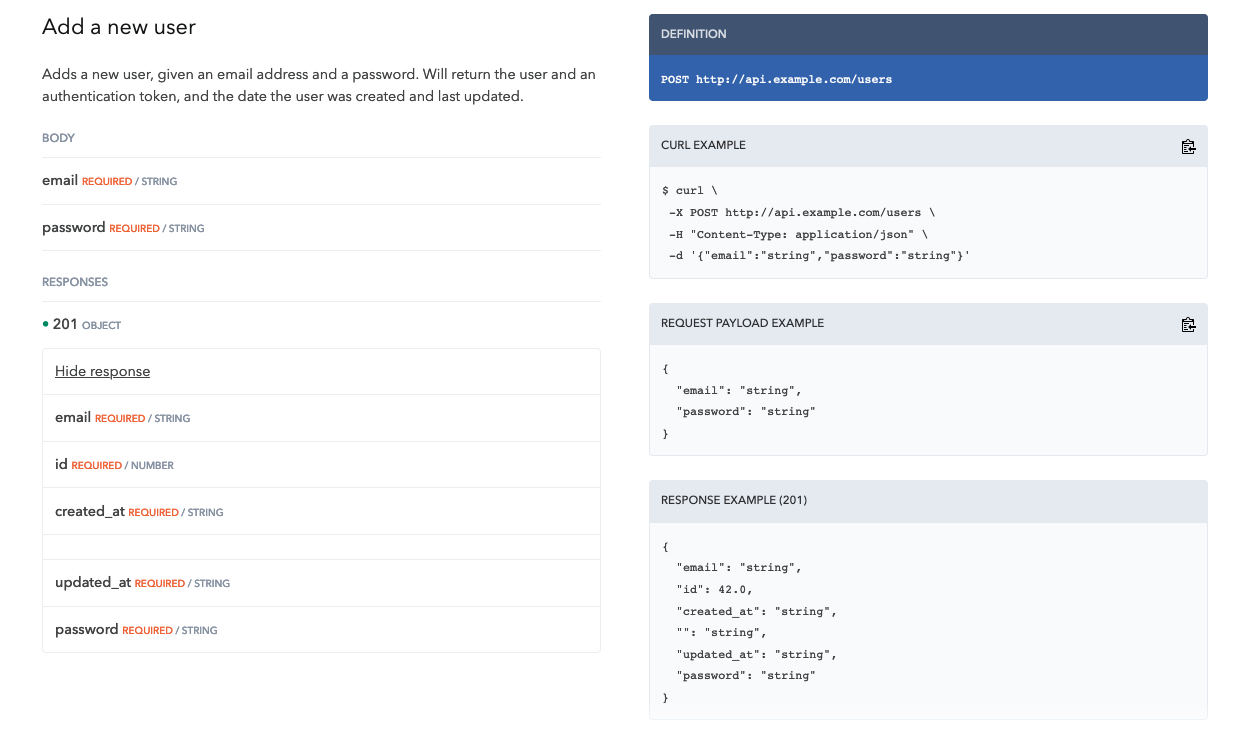 Add a new user
Adds a new user, given an email address and a password. Will return the user and an
authentication token, and the date the user was created and last updated.
BODY
email REQUIRED / STRING
password REQUIRED / STRING
RESPONSES
201 OBJECT
Hide response
email REQUIRED / STRING
id REQUIRED / NUMBER
created_at REQUIRED / STRING
updated_at REQUIRED / STRING
password REQUIRED / STRING
DEFINITION
POST http://api.example.com/users
CURL EXAMPLE
$ curl \
-X POST http://api.example.com/users \
-H "Content-Type: application/json" \
-d '{"email":"string","password":"string"}'
REQUEST PAYLOAD EXAMPLE
{
"email": "string",
"password": "string"
}
RESPONSE EXAMPLE (201)
{
"email": "string",
"id": 42.0,
"created_at": "string",
"": "string",
"updated_at": "string",
"password": "string"
}